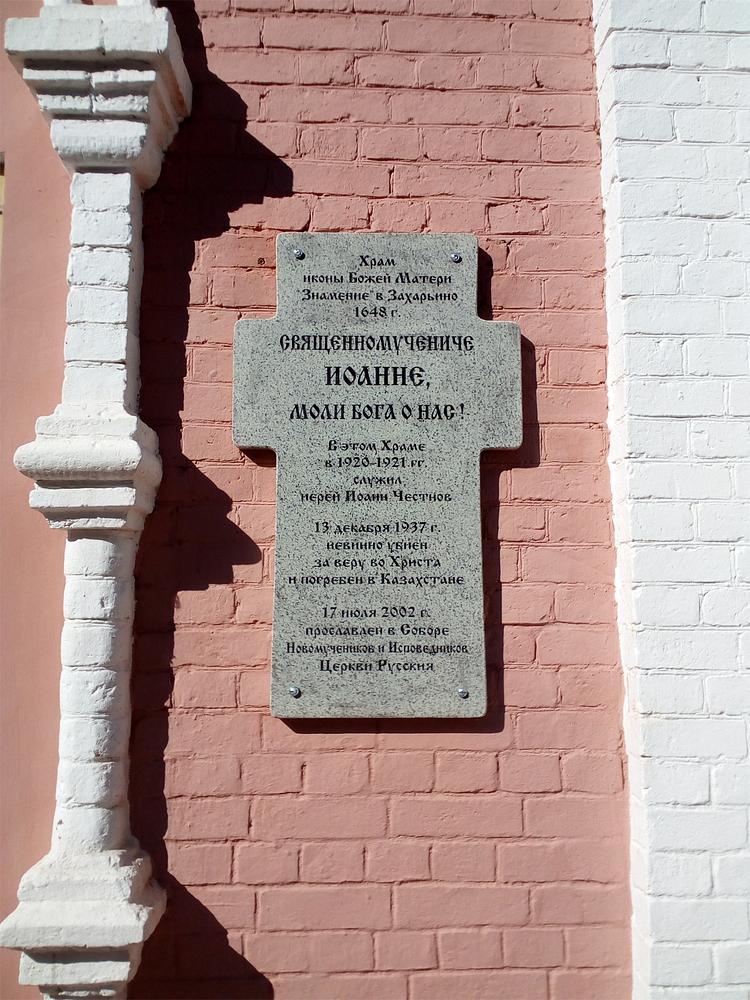 Храм
иконы Божей Матери
"Знамение" в Захарьино
1648 г.
СВЯЩЕННОМУЧЕНИЧЕ
ИОАННЕ,
МОЛИ БОГА О НАС!
В этом Храме
в 1920-1921 гг.
служил
иерей Иоанн Честнов
13 декабря 1937 г.
невинно убиен
за веру во Христа
и погребен в Казахстане
17 июля 2002 г.
прославлен в Соборе
Новомучеников и Исповедников
Церкви Русския